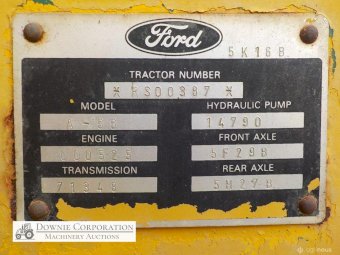 Ford
5K16B
TRACTOR NUMBER
* RS00387 *
MODEL
HYDRAULIC PUMP
14790
ENGINE
FRONT AXLE
5F29B
TRANSMISSION
REAR AXLE
DOWNIE CORPORATION
MACHINERY AUCTIONS